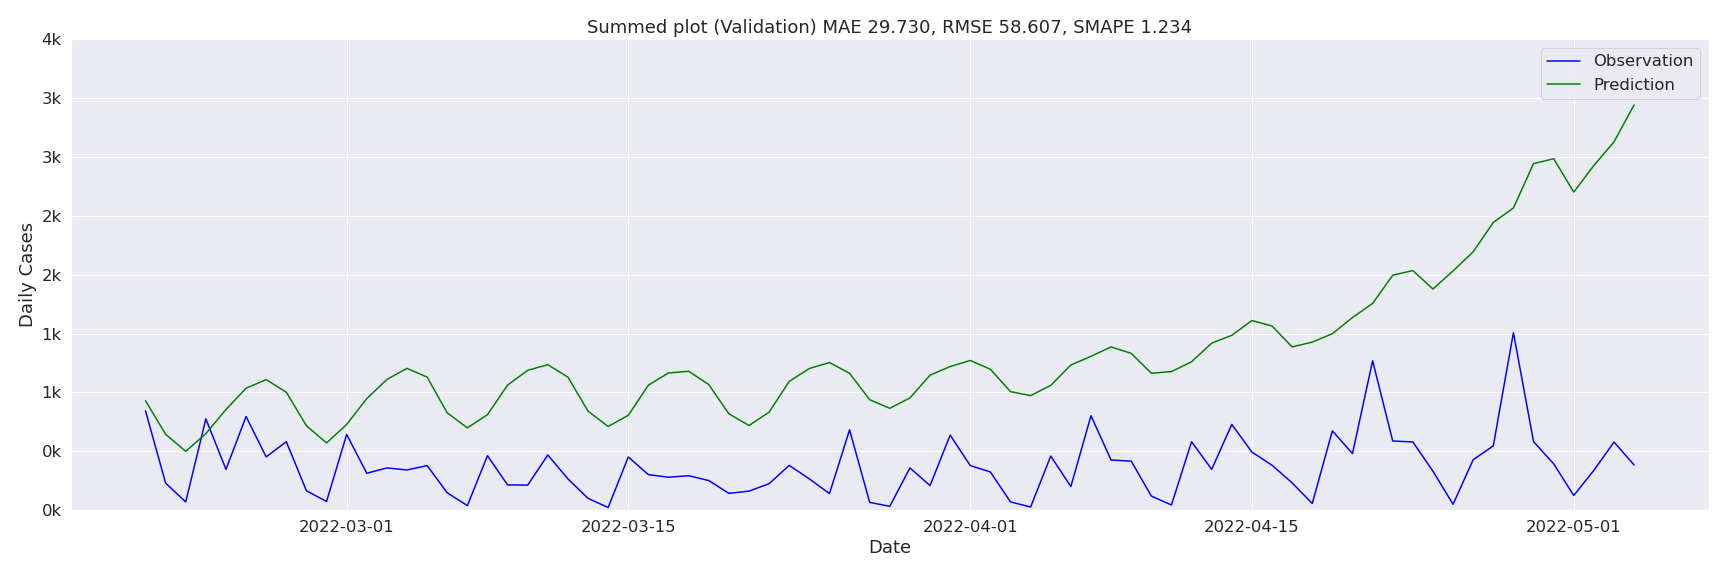 Summed plot (Validation) MAE 29.730, RMSE 58.607, SMAPE 1.234
4k
3k
3k
2k
2k
1k
1k
0k
0k
Daily Cases
Observation
Prediction
2022-03-01
2022-03-15
2022-04-01
2022-04-15
2022-05-01
Date